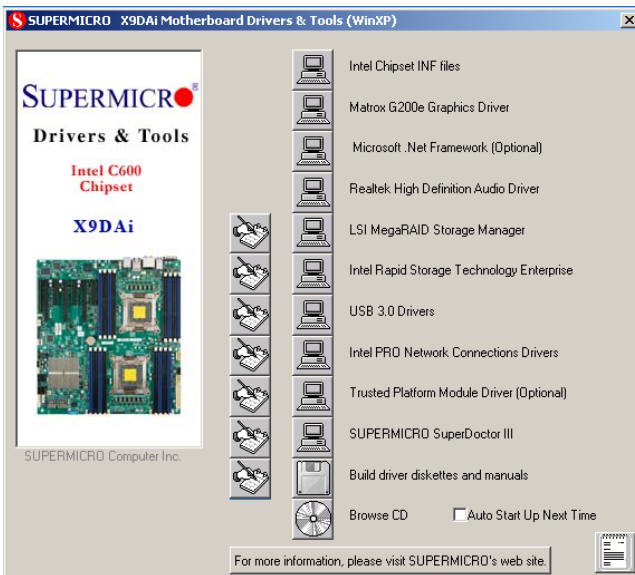 SUPERMICRO X9DAi Motherboard Drivers & Tools (WinXP)
SUPERMICRO®
Drivers & Tools
Intel C600
Chipset
X9DAi
SUPERMICRO Computer Inc.
Intel Chipset INF files
Matrox G200e Graphics Driver
Microsoft .Net Framework (Optional)
Realtek High Definition Audio Driver
LSI MegaRAID Storage Manager
Intel Rapid Storage Technology Enterprise
USB 3.0 Drivers
Intel PRO Network Connections Drivers
Trusted Platform Module Driver (Optional)
SUPERMICRO SuperDoctor III
Build driver diskettes and manuals
Browse CD
Auto Start Up Next Time
For more information, please visit SUPERMICRO's web site.